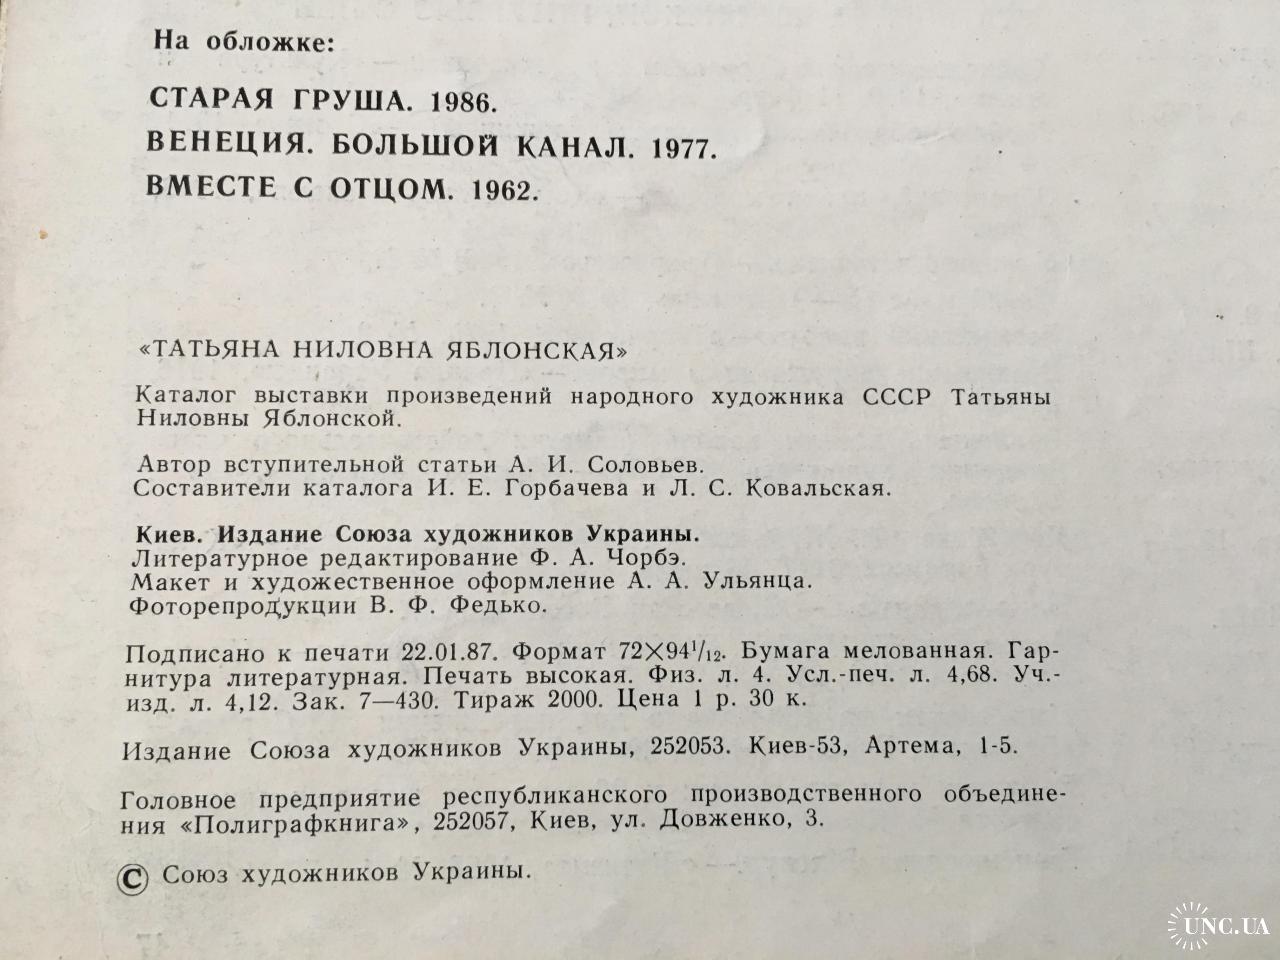 На обложке:
СТАРАЯ ГРУША. 1986.
ВЕНЕЦИЯ. БОЛЬШОЙ КАНАЛ. 1977.
ВМЕСТЕ С ОТЦОМ. 1962.
«ТАТЬЯНА НИЛОВНА ЯБЛОНСКАЯ»
Каталог выставки произведений народного художника СССР Татьяны
Ниловны Яблонской.
Автор вступительной статьи А. И. Соловьев.
Составители каталога И. Е. Горбачева и Л. С. Ковальская.
Киев. Издание Союза художников Украины.
Литературное редактирование Ф. А. Чорбэ.
Макет и художественное оформление А. А. Ульянца.
Фоторепродукции В. Ф. Федько.
Подписано к печати 22.01.87. Формат 72×94¹/₁₂. Бумага мелованная. Гар-
нитура литературная. Печать высокая. Физ. л. 4. Усл.-печ. л. 4,68. Уч.-
изд. л. 4,12. Зак. 7—430. Тираж 2000. Цена 1 р. 30 к.
Издание Союза художников Украины, 252053. Киев-53, Артема, 1-5.
Головное предприятие республиканского производственного объедине-
ния «Полиграфкнига», 252057, Киев, ул. Довженко, 3.
© Союз художников Украины.
UNC.UA